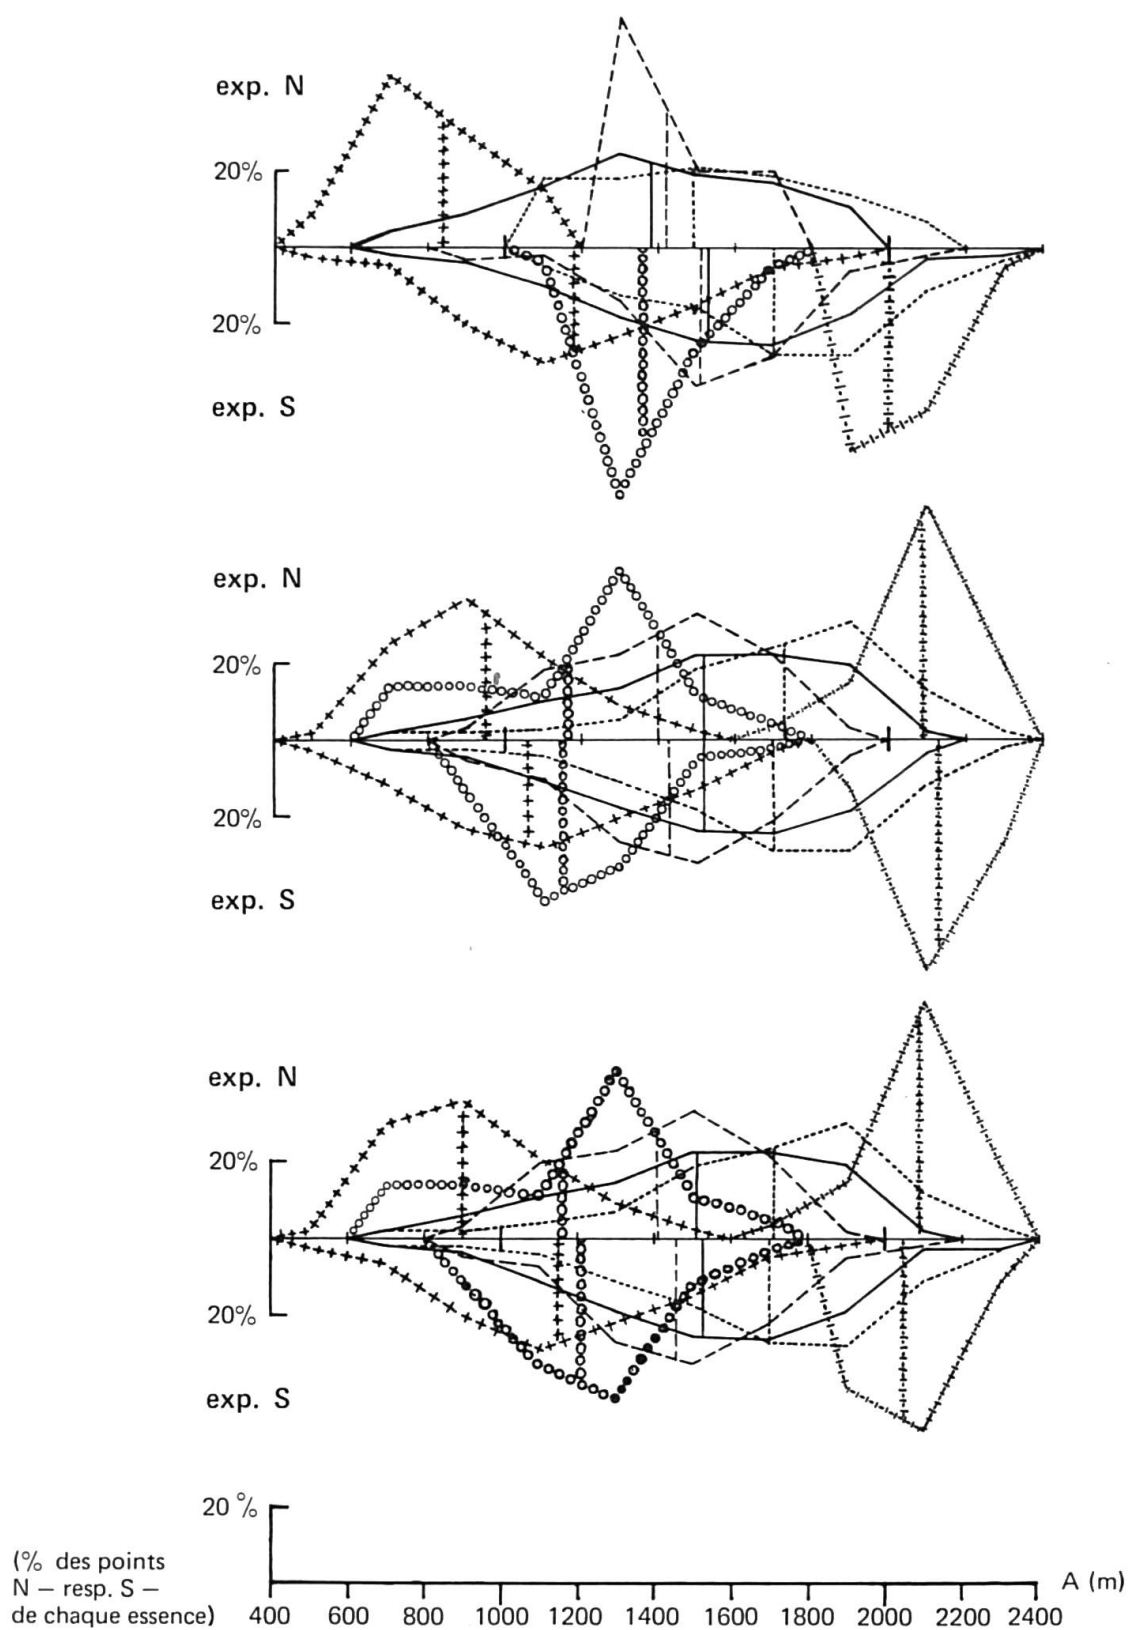 exp. N
20%
20%
exp. S
exp. N
20%
20%
exp. S
exp. N
20%
20%
exp. S
20 %
(% des points
N — resp. S —
de chaque essence)
A (m)
400 600 800 1000 1200 1400 1600 1800 2000 2200 2400